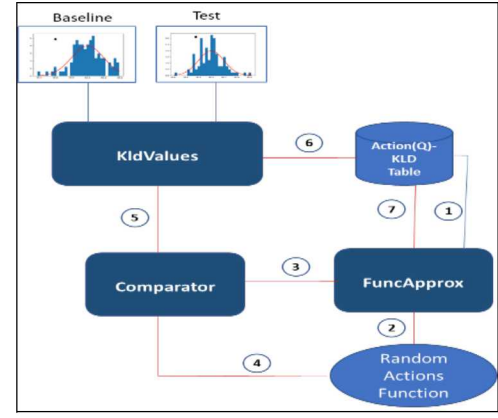 Baseline
Test
KldValues
6
Action(Q)-
KLD
Table
5
7
1
Comparator
3
FuncApprox
2
4
Random
Actions
Function